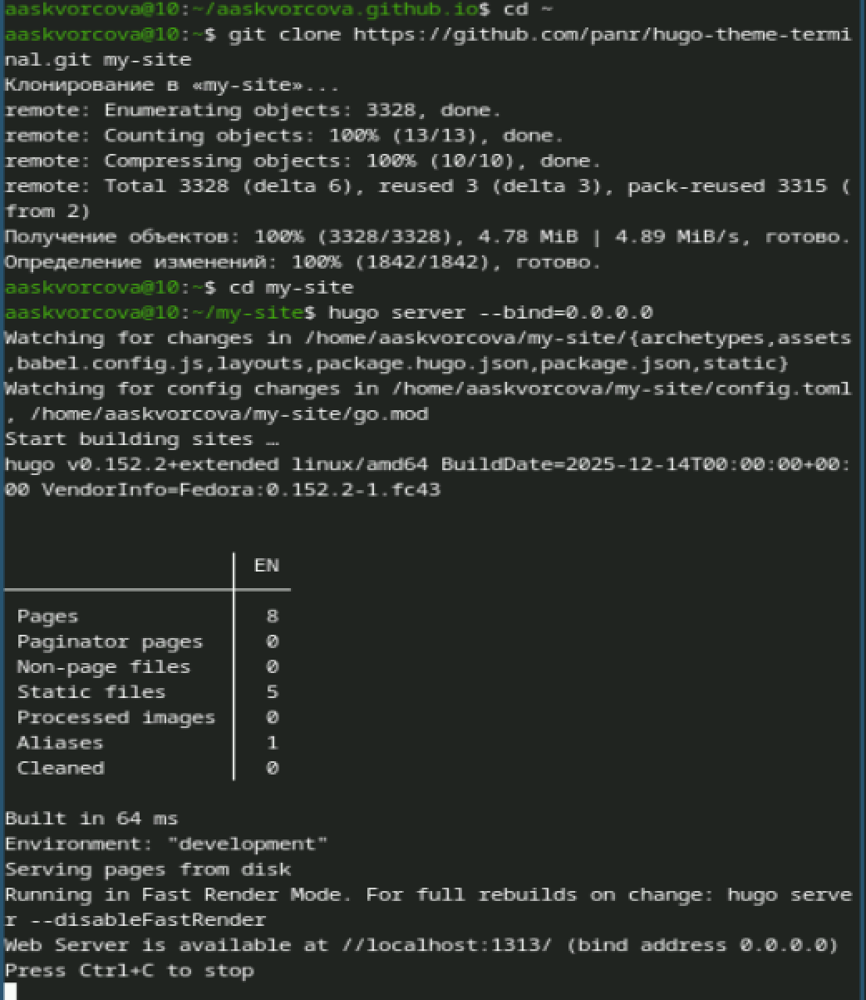 aaskvorcova@10:~/aaskvorcova.github.io$ cd ~
aaskvorcova@10:~$ git clone https://github.com/panr/hugo-theme-termi
nal.git my-site
Клонирование в «my-site»...
remote: Enumerating objects: 3328, done.
remote: Counting objects: 100% (13/13), done.
remote: Compressing objects: 100% (10/10), done.
remote: Total 3328 (delta 6), reused 3 (delta 3), pack-reused 3315 (
from 2)
Получение объектов: 100% (3328/3328), 4.78 MiB | 4.89 MiB/s, готово.
Определение изменений: 100% (1842/1842), готово.
aaskvorcova@10:~$ cd my-site
aaskvorcova@10:~/my-site$ hugo server --bind=0.0.0.0
Watching for changes in /home/aaskvorcova/my-site/{archetypes,assets
,babel.config.js,layouts,package.hugo.json,package.json,static}
Watching for config changes in /home/aaskvorcova/my-site/config.toml
, /home/aaskvorcova/my-site/go.mod
Start building sites …
hugo v0.152.2+extended linux/amd64 BuildDate=2025-12-14T00:00:00+00:
00 VendorInfo=Fedora:0.152.2-1.fc43
EN
Pages 8
Paginator pages 0
Non-page files 0
Static files 5
Processed images 0
Aliases 1
Cleaned 0
Built in 64 ms
Environment: "development"
Serving pages from disk
Running in Fast Render Mode. For full rebuilds on change: hugo serve
r --disableFastRender
Web Server is available at //localhost:1313/ (bind address 0.0.0.0)
Press Ctrl+C to stop